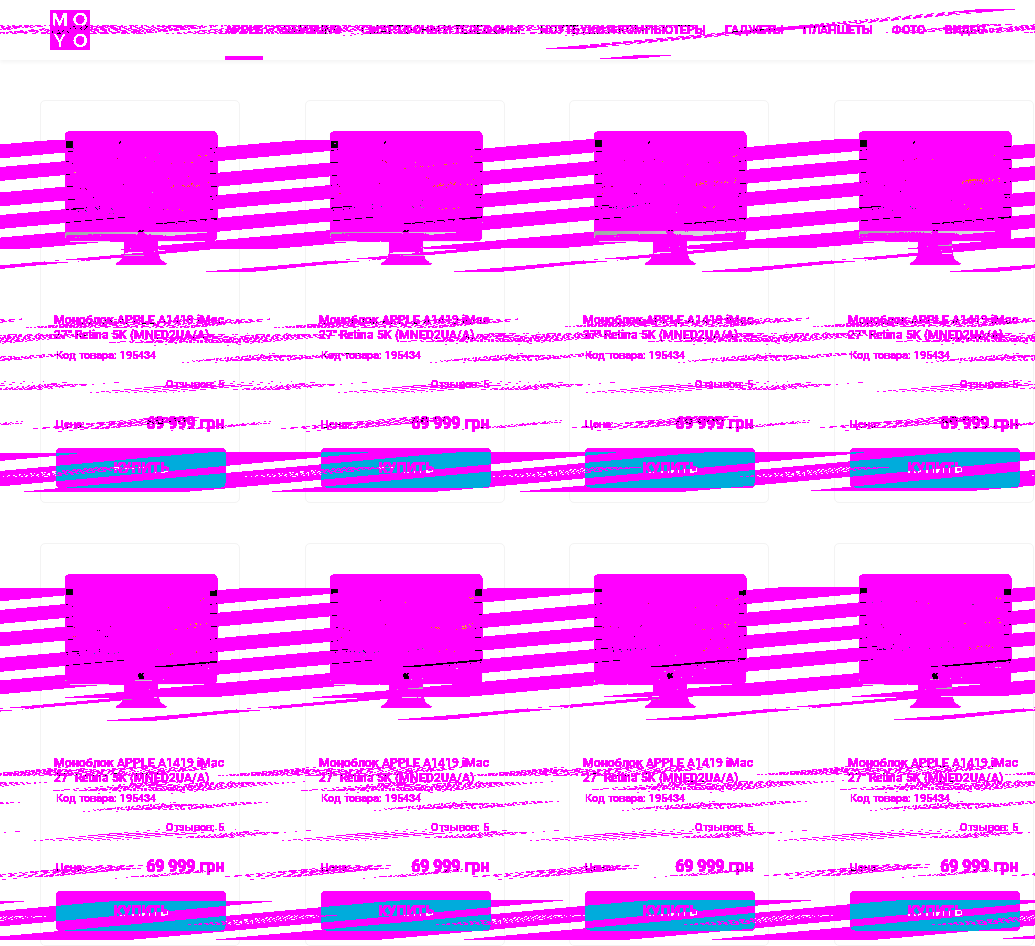 MO
YO
APPLE СМАРТФОНЫ И ТЕЛЕФОНЫ НОУТБУКИ И КОМПЬЮТЕРЫ ГАДЖЕТЫ ПЛАНШЕТЫ ФОТО ВИДЕО
Моноблок APPLE A1419 iMac
27" Retina 5K (MNED2UA/A)
Код товара: 195434
Отзывов: 5
Цена: 69 999 грн
КУПИТЬ
Моноблок APPLE A1419 iMac
27" Retina 5K (MNED2UA/A)
Код товара: 195434
Отзывов: 5
Цена: 69 999 грн
КУПИТЬ
Моноблок APPLE A1419 iMac
27" Retina 5K (MNED2UA/A)
Код товара: 195434
Отзывов: 5
Цена: 69 999 грн
КУПИТЬ
Моноблок APPLE A1419 iMac
27" Retina 5K (MNED2UA/A)
Код товара: 195434
Отзывов: 5
Цена: 69 999 грн
КУПИТЬ
Моноблок APPLE A1419 iMac
27" Retina 5K (MNED2UA/A)
Код товара: 195434
Отзывов: 5
Цена: 69 999 грн
КУПИТЬ
Моноблок APPLE A1419 iMac
27" Retina 5K (MNED2UA/A)
Код товара: 195434
Отзывов: 5
Цена: 69 999 грн
КУПИТЬ
Моноблок APPLE A1419 iMac
27" Retina 5K (MNED2UA/A)
Код товара: 195434
Отзывов: 5
Цена: 69 999 грн
КУПИТЬ
Моноблок APPLE A1419 iMac
27" Retina 5K (MNED2UA/A)
Код товара: 195434
Отзывов: 5
Цена: 69 999 грн
КУПИТЬ